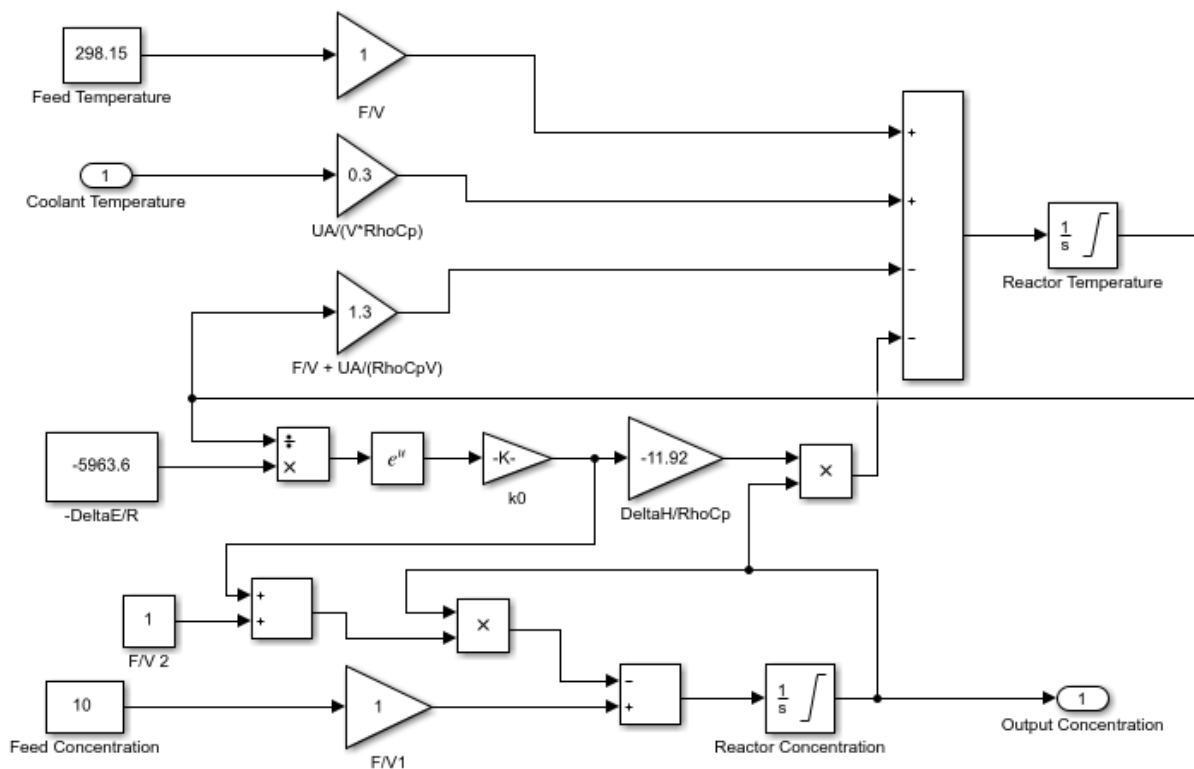 298.15
Feed Temperature
1
F/V
1
Coolant Temperature
0.3
UA/(V*RhoCp)
1.3
F/V + UA/(RhoCpV)
+
+
-
-
1
s
Reactor Temperature
-5963.6
-DeltaE/R
÷
×
eᵘ
-K-
k0
-11.92
DeltaH/RhoCp
×
1
F/V 2
+
+
×
10
Feed Concentration
1
F/V1
-
+
1
s
Reactor Concentration
1
Output Concentration